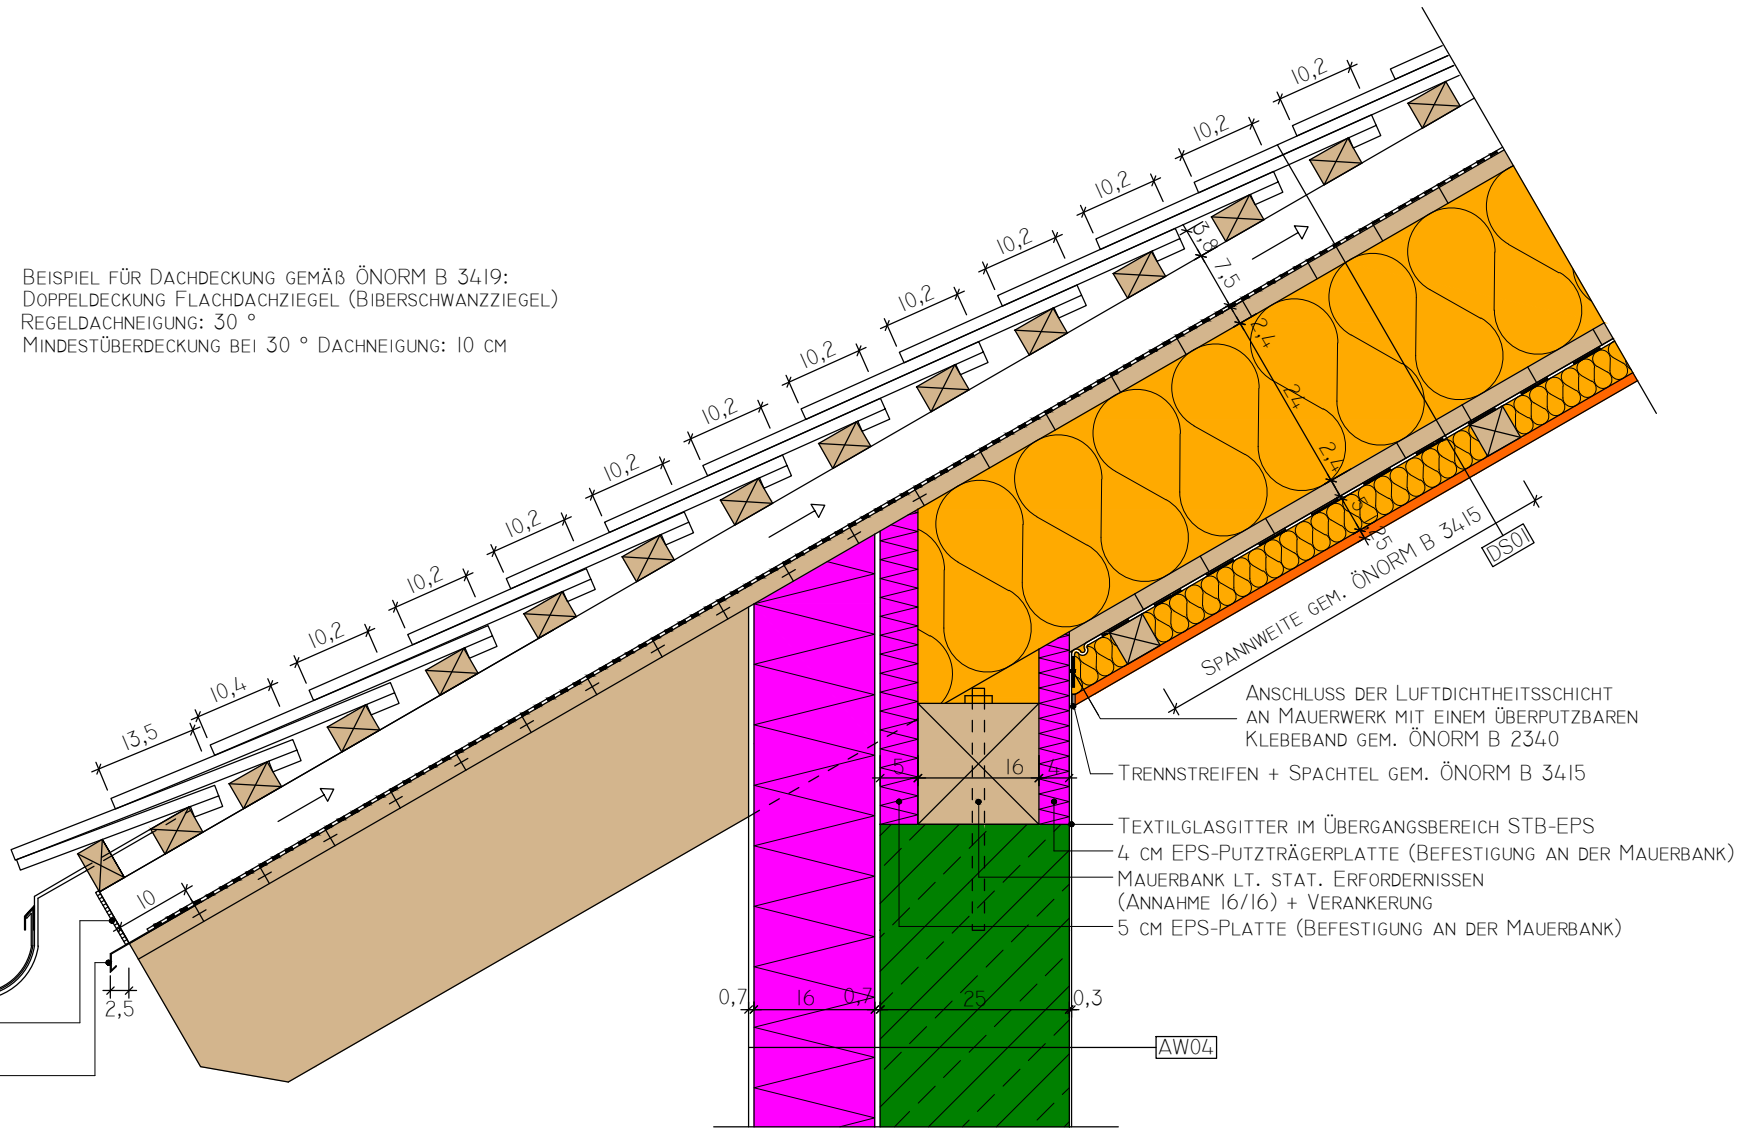 10,2
10,2
10,2
10,2
10,2
10,2
10,2
10,2
10,2
10,2
10,2
10,4
13,5
BEISPIEL FÜR DACHDECKUNG GEMÄß ÖNORM B 3419:
DOPPELDECKUNG FLACHDACHZIEGEL (BIBERSCHWANZZIEGEL)
REGELDACHNEIGUNG: 30 °
MINDESTÜBERDECKUNG BEI 30 ° DACHNEIGUNG: 10 CM
3,8
7,5
2,4
24
2,4
SPANNWEITE GEM. ÖNORM B 3415
DS01
ANSCHLUSS DER LUFTDICHTHEITSSCHICHT
AN MAUERWERK MIT EINEM ÜBERPUTZBAREN
KLEBEBAND GEM. ÖNORM B 2340
TRENNSTREIFEN + SPACHTEL GEM. ÖNORM B 3415
5
16
4
TEXTILGLASGITTER IM ÜBERGANGSBEREICH STB-EPS
4 CM EPS-PUTZTRÄGERPLATTE (BEFESTIGUNG AN DER MAUERBANK)
MAUERBANK LT. STAT. ERFORDERNISSEN
(ANNAHME 16/16) + VERANKERUNG
5 CM EPS-PLATTE (BEFESTIGUNG AN DER MAUERBANK)
10
2,5
0,7
16
0,7
25
0,3
AW04